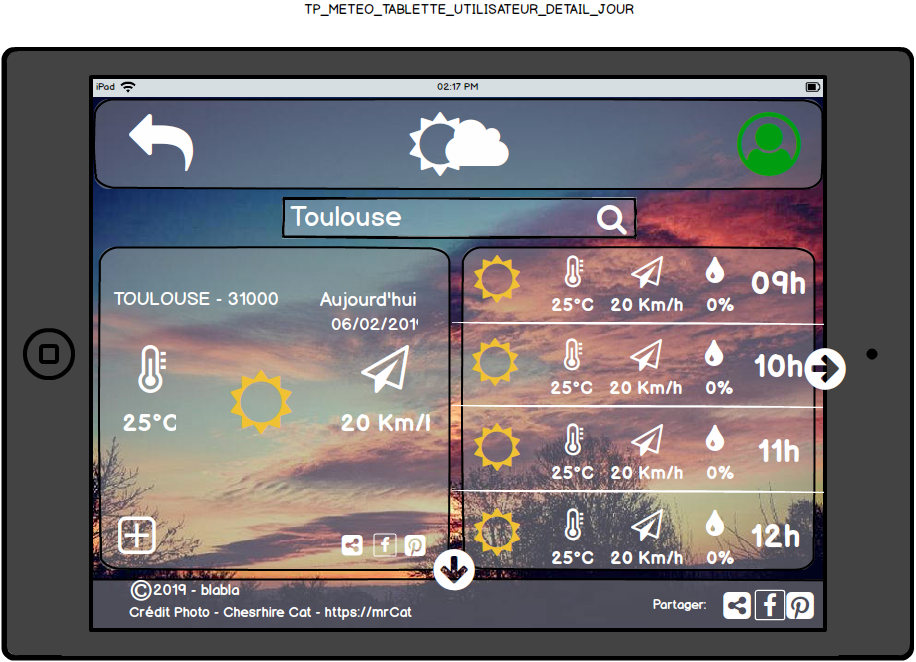 TP_METEO_TABLETTE_UTILISATEUR_DETAIL_JOUR
iPad 02:17 PM
Toulouse
TOULOUSE - 31000 Aujourd'hui
06/02/201
25°C 20 Km/l
25°C 20 Km/h 0% 09h
25°C 20 Km/h 0% 10h
25°C 20 Km/h 0% 11h
25°C 20 Km/h 0% 12h
©2019 - blabla
Crédit Photo - Chesrhire Cat - https://mrCat
Partager: